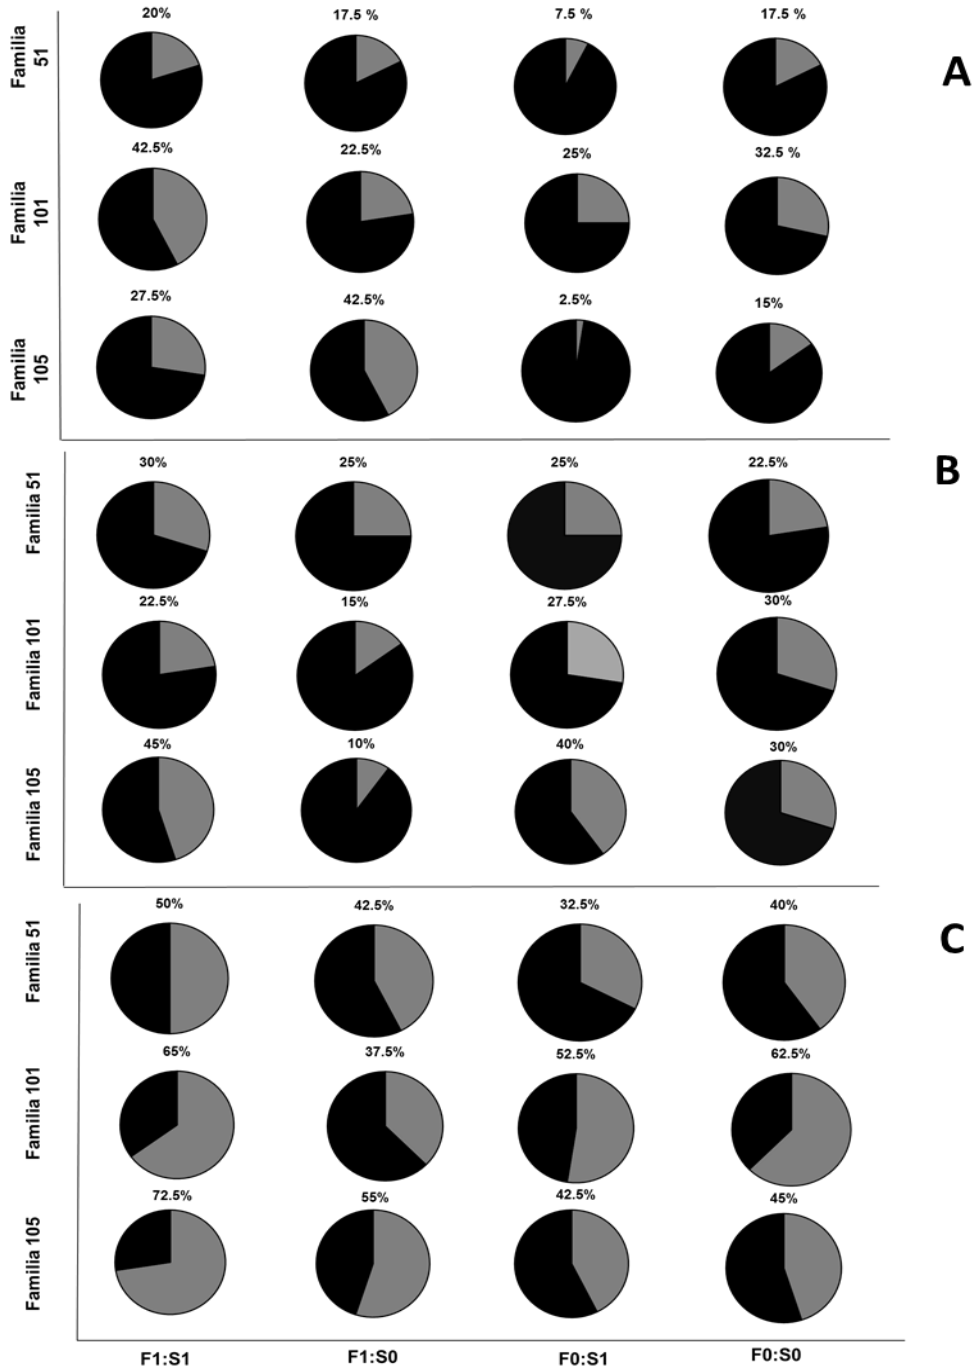 20% 17.5 % 7.5 % 17.5 %
Familia
51
A
42.5% 22.5% 25% 32.5 %
Familia
101
27.5% 42.5% 2.5% 15%
Familia
105
B
30% 25% 25% 22.5%
Familia 51
22.5% 15% 27.5% 30%
Familia 101
45% 10% 40% 30%
Familia 105
50% 42.5% 32.5% 40%
Familia 51
C
65% 37.5% 52.5% 62.5%
Familia 101
72.5% 55% 42.5% 45%
Familia 105
F1:S1 F1:S0 F0:S1 F0:S0